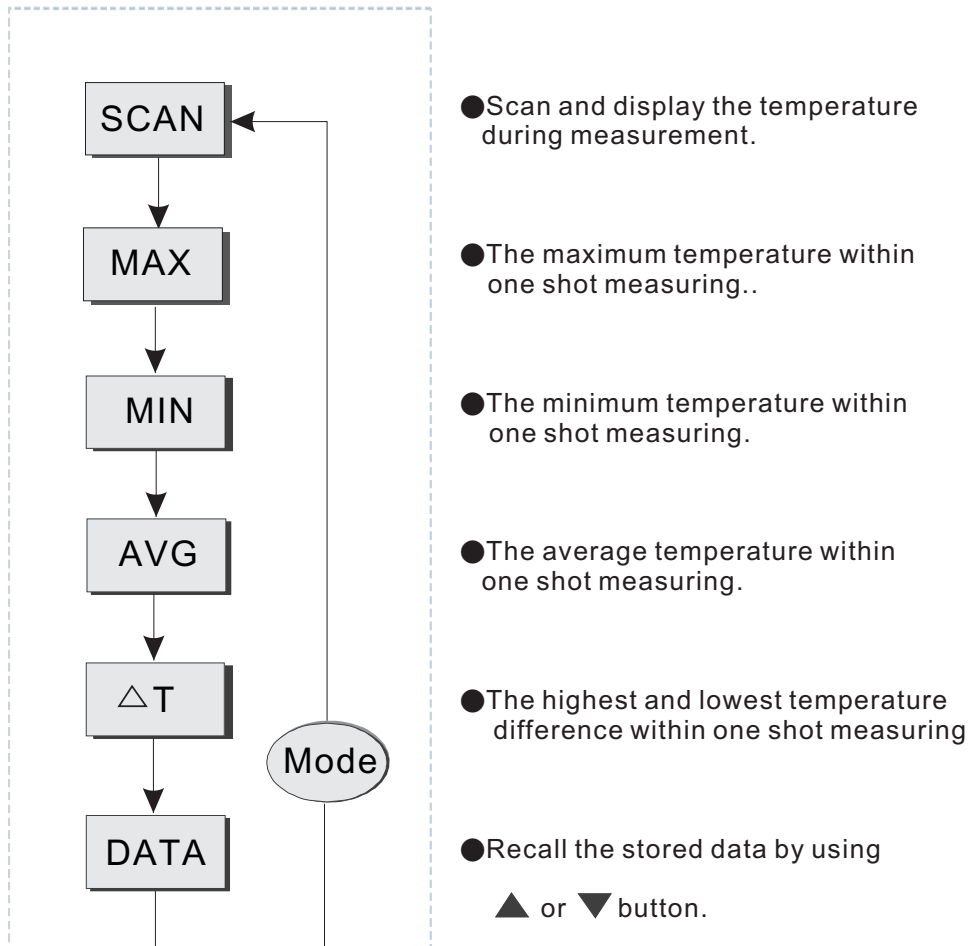 SCAN
●Scan and display the temperature
during measurement.
MAX
●The maximum temperature within
one shot measuring..
MIN
●The minimum temperature within
one shot measuring.
AVG
●The average temperature within
one shot measuring.
△T
●The highest and lowest temperature
difference within one shot measuring
Mode
DATA
●Recall the stored data by using
▲ or ▼ button.